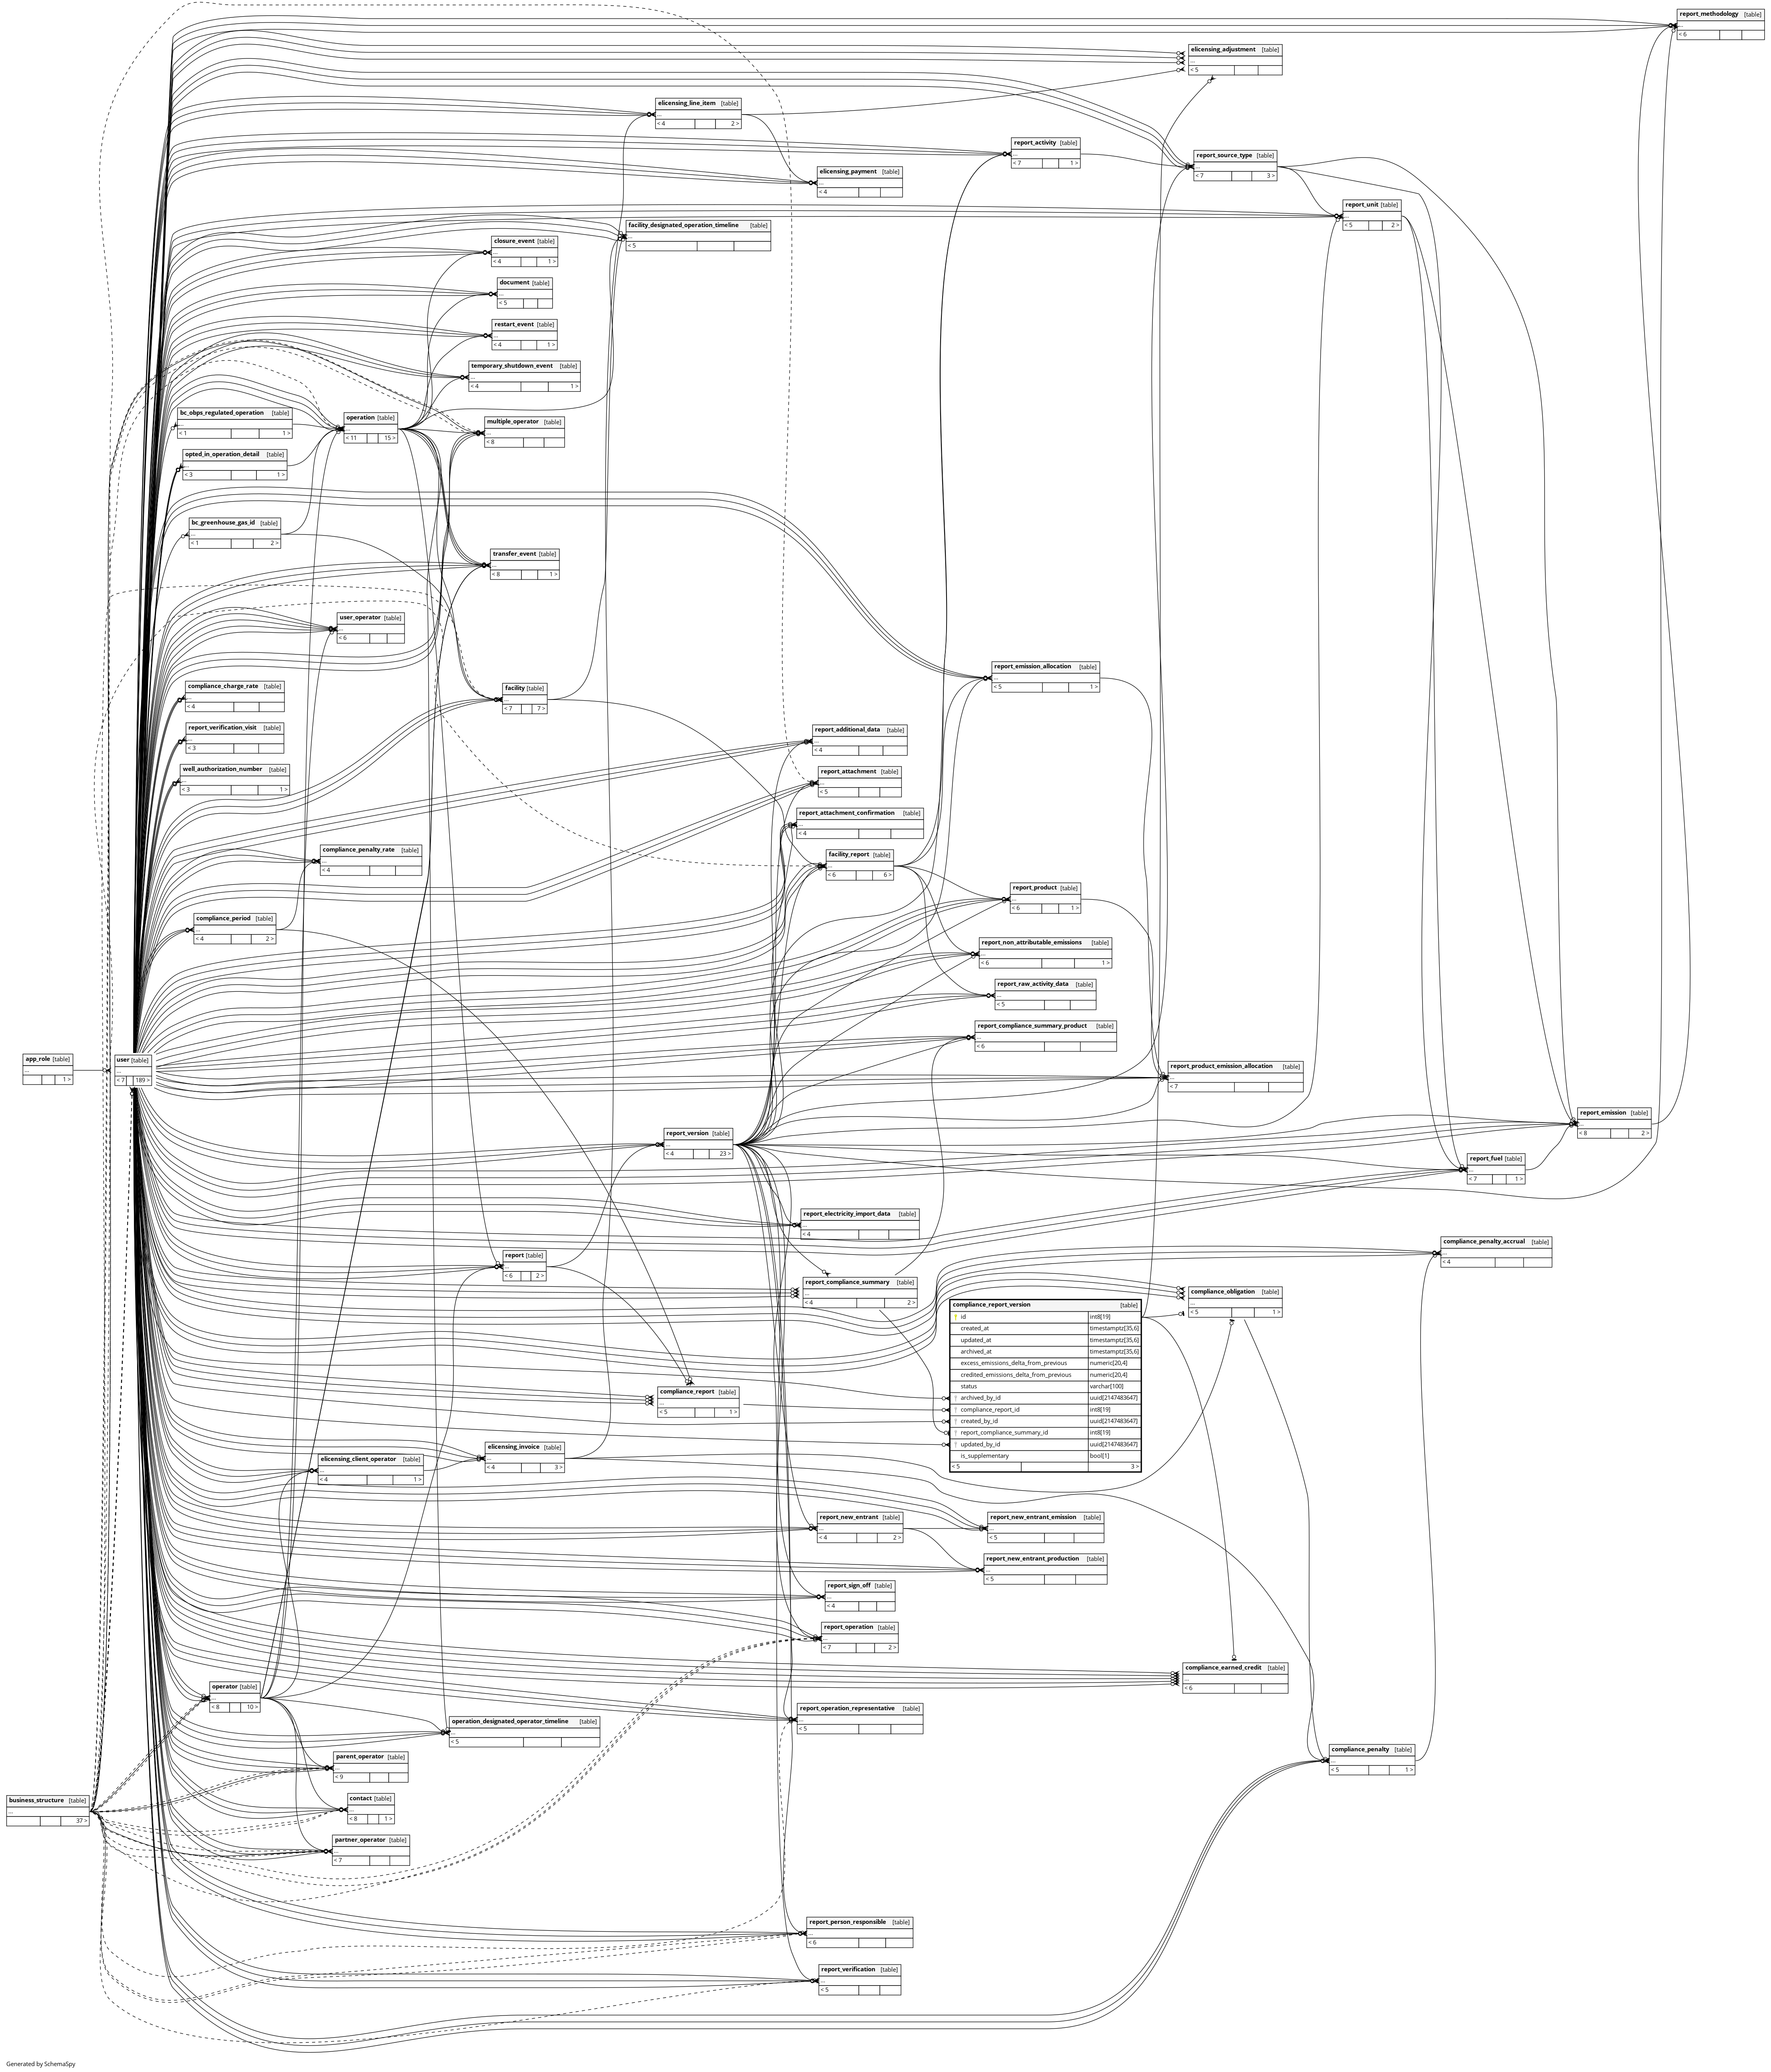 report_methodology [table]
...
< 6
elicensing_adjustment [table]
...
< 5
elicensing_line_item [table]
...
< 4 2 >
report_activity [table]
...
< 7 1 >
report_source_type [table]
...
< 7 3 >
elicensing_payment [table]
...
< 4
report_unit [table]
...
< 5 2 >
facility_designated_operation_timeline [table]
...
< 5
closure_event [table]
...
< 4 1 >
document [table]
...
< 5
restart_event [table]
...
< 4 1 >
temporary_shutdown_event [table]
...
< 4 1 >
bc_obps_regulated_operation [table]
...
< 1 1 >
operation [table]
...
< 11 15 >
multiple_operator [table]
...
< 8
opted_in_operation_detail [table]
...
< 3 1 >
bc_greenhouse_gas_id [table]
...
< 1 2 >
transfer_event [table]
...
< 8 1 >
user_operator [table]
...
< 6
report_emission_allocation [table]
...
< 5 1 >
compliance_charge_rate [table]
...
< 4
facility [table]
...
< 7 7 >
report_verification_visit [table]
...
< 3
report_additional_data [table]
...
< 4
well_authorization_number [table]
...
< 3 1 >
report_attachment [table]
...
< 5
report_attachment_confirmation [table]
...
< 4
compliance_penalty_rate [table]
...
< 4
facility_report [table]
...
< 6 6 >
report_product [table]
...
< 6 1 >
compliance_period [table]
...
< 4 2 >
report_non_attributable_emissions [table]
...
< 6 1 >
report_raw_activity_data [table]
...
< 5
report_compliance_summary_product [table]
...
< 6
app_role [table]
...
1 >
user [table]
...
< 7 189 >
report_product_emission_allocation [table]
...
< 7
report_emission [table]
...
< 8 2 >
report_version [table]
...
< 4 23 >
report_fuel [table]
...
< 7 1 >
report_electricity_import_data [table]
...
< 4
compliance_penalty_accrual [table]
...
< 4
report [table]
...
< 6 2 >
report_compliance_summary [table]
...
< 4 2 >
compliance_obligation [table]
...
< 5 1 >
compliance_report_version [table]
id int8[19]
created_at timestamptz[35,6]
updated_at timestamptz[35,6]
archived_at timestamptz[35,6]
excess_emissions_delta_from_previous numeric[20,4]
credited_emissions_delta_from_previous numeric[20,4]
status varchar[100]
archived_by_id uuid[2147483647]
compliance_report_id int8[19]
created_by_id uuid[2147483647]
report_compliance_summary_id int8[19]
updated_by_id uuid[2147483647]
is_supplementary bool[1]
< 5 3 >
compliance_report [table]
...
< 5 1 >
elicensing_invoice [table]
...
< 4 3 >
elicensing_client_operator [table]
...
< 4 1 >
report_new_entrant [table]
...
< 4 2 >
report_new_entrant_emission [table]
...
< 5
report_new_entrant_production [table]
...
< 5
report_sign_off [table]
...
< 4
report_operation [table]
...
< 7 2 >
compliance_earned_credit [table]
...
< 6
operator [table]
...
< 8 10 >
report_operation_representative [table]
...
< 5
operation_designated_operator_timeline [table]
...
< 5
compliance_penalty [table]
...
< 5 1 >
parent_operator [table]
...
< 9
business_structure [table]
...
37 >
contact [table]
...
< 8 1 >
partner_operator [table]
...
< 7
report_person_responsible [table]
...
< 6
report_verification [table]
...
< 5
Generated by SchemaSpy